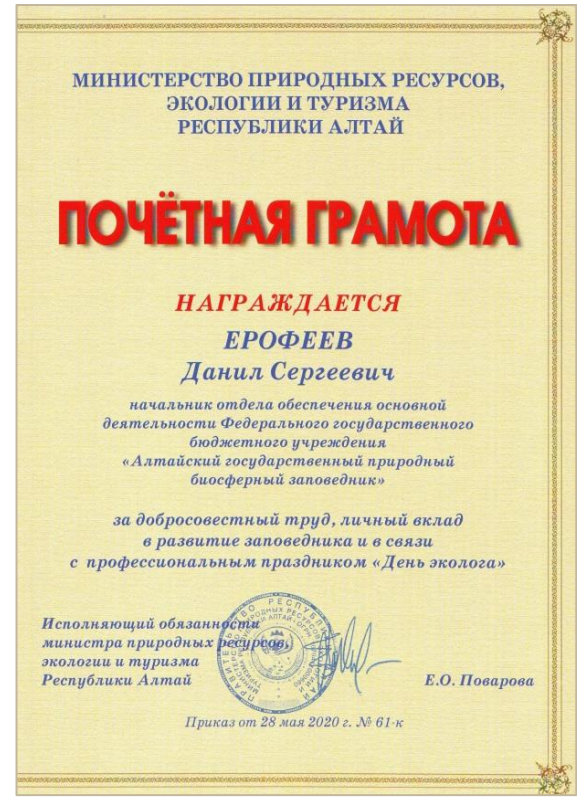 МИНИСТЕРСТВО ПРИРОДНЫХ РЕСУРСОВ,
ЭКОЛОГИИ И ТУРИЗМА
РЕСПУБЛИКИ АЛТАЙ
ПОЧЁТНАЯ ГРАМОТА
НАГРАЖДАЕТСЯ
ЕРОФЕЕВ
Данил Сергеевич
начальник отдела обеспечения основной
деятельности Федерального государственного
бюджетного учреждения
«Алтайский государственный природный
биосферный заповедник»
за добросовестный труд, личный вклад
в развитие заповедника и в связи
с профессиональным праздником «День эколога»
Исполняющий обязанности
министра природных ресурсов,
экологии и туризма
Республики Алтай
Е.О. Поварова
Приказ от 28 мая 2020 г. № 61-к